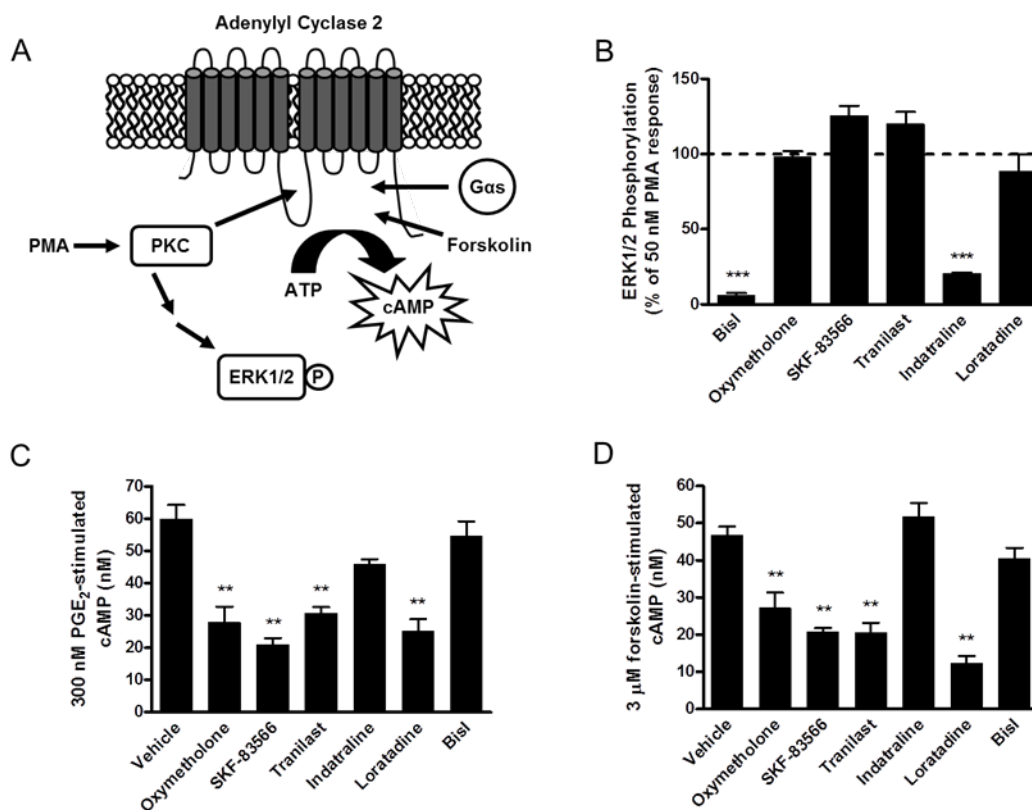 A
Adenylyl Cyclase 2
Gαs
PMA
PKC
Forskolin
ATP
cAMP
ERK1/2
P
B
ERK1/2 Phosphorylation
(% of 50 nM PMA response)
150
100
50
0
***
***
BisI
Oxymetholone
SKF-83566
Tranilast
Indatraline
Loratadine
C
300 nM PGE2-stimulated
cAMP (nM)
70
60
50
40
30
20
10
0
**
**
**
**
Vehicle
Oxymetholone
SKF-83566
Tranilast
Indatraline
Loratadine
BisI
D
3 μM forskolin-stimulated
cAMP (nM)
60
50
40
30
20
10
0
**
**
**
**
Vehicle
Oxymetholone
SKF-83566
Tranilast
Indatraline
Loratadine
BisI